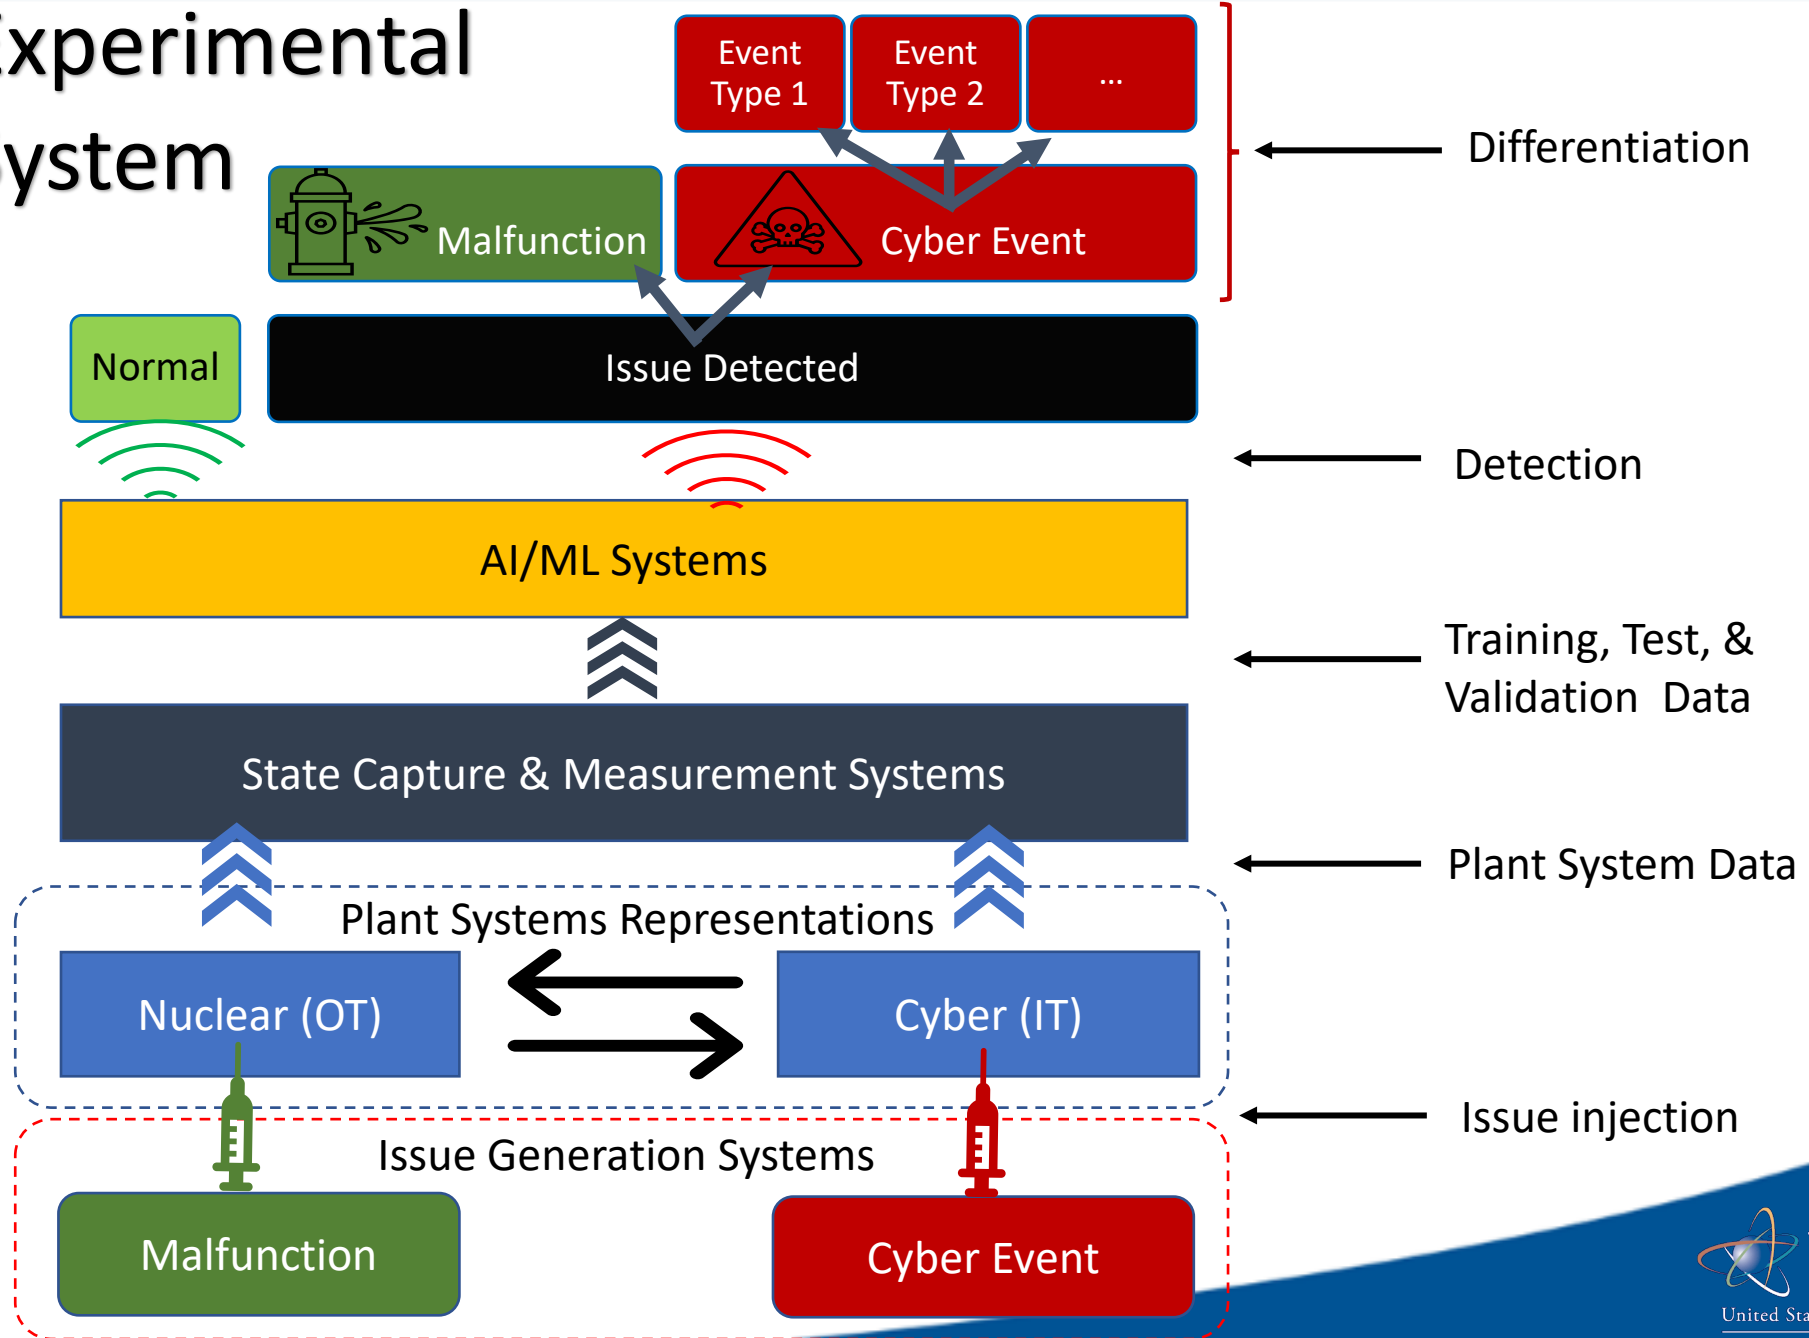 Experimental
System
Event
Type 1
Event
Type 2
...
Differentiation
Malfunction
Cyber Event
Normal
Issue Detected
Detection
AI/ML Systems
Training, Test, &
Validation Data
State Capture & Measurement Systems
Plant System Data
Plant Systems Representations
Nuclear (OT)
Cyber (IT)
Issue injection
Issue Generation Systems
Malfunction
Cyber Event
United Sta